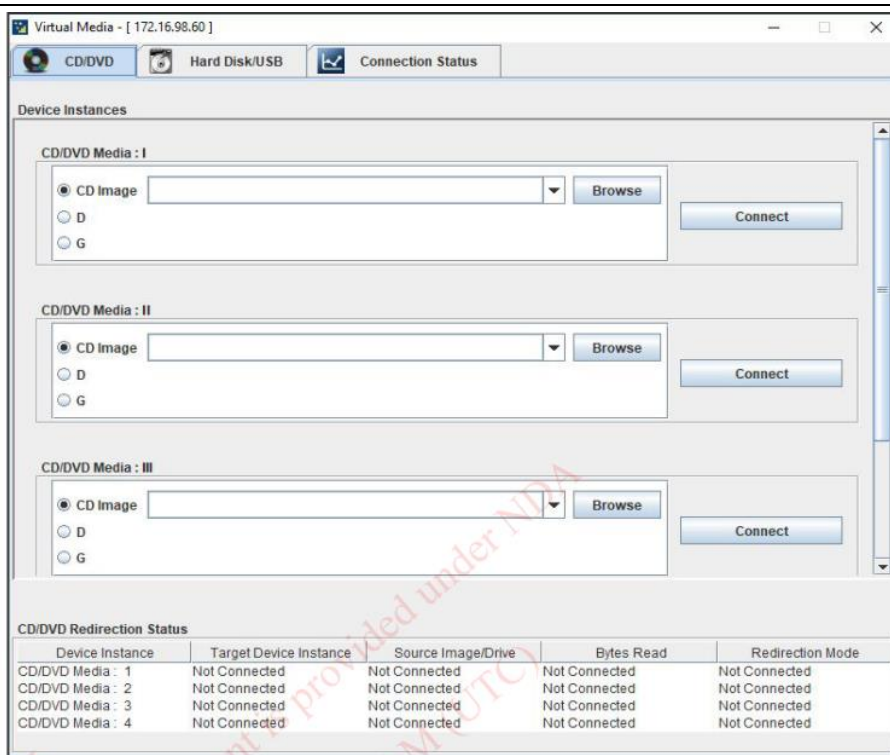 Virtual Media - [ 172.16.98.60 ]
CD/DVD Hard Disk/USB Connection Status
Device Instances
CD/DVD Media : I
CD Image Browse
D Connect
G
CD/DVD Media : II
CD Image Browse
D Connect
G
CD/DVD Media : III
CD Image Browse
D Connect
G
CD/DVD Redirection Status
Device Instance Target Device Instance Source Image/Drive Bytes Read Redirection Mode
CD/DVD Media : 1 Not Connected Not Connected Not Connected Not Connected
CD/DVD Media : 2 Not Connected Not Connected Not Connected Not Connected
CD/DVD Media : 3 Not Connected Not Connected Not Connected Not Connected
CD/DVD Media : 4 Not Connected Not Connected Not Connected Not Connected
is provided under NDA
M (UTC)